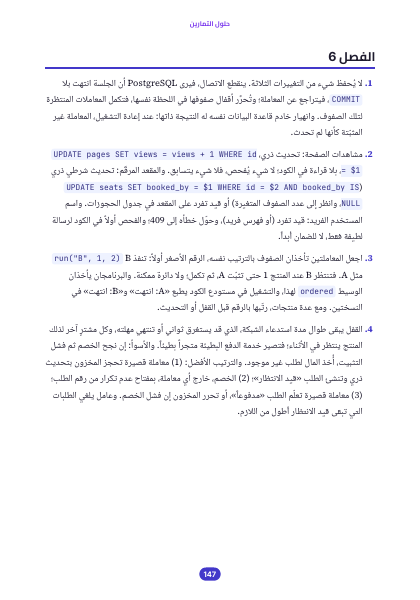 حلول التمارين
الفصل 6
1. لا يُحفظ شيء من التغييرات الثلاثة. ينقطع الاتصال، فيرى PostgreSQL أن الجلسة انتهت بلا
COMMIT، فيتراجع عن المعاملة؛ وتُحرَّر أقفال صفوفها في اللحظة نفسها، فتكمل المعاملات المنتظرة
لتلك الصفوف. وانهيار خادم قاعدة البيانات نفسه له النتيجة ذاتها: عند إعادة التشغيل، المعاملة غير
المثبّتة كأنها لم تحدث.
2. مشاهدات الصفحة: تحديث ذري، UPDATE pages SET views = views + 1 WHERE id
= $1، بلا قراءة في الكود؛ لا شيء يُفحص، فلا شيء يتسابق. والمقعد المرقم: تحديث شرطي ذري
(UPDATE seats SET booked_by = $1 WHERE id = $2 AND booked_by IS
NULL، وانظر إلى عدد الصفوف المتغيرة) أو قيد تفرد على المقعد في جدول الحجوزات. واسم
المستخدم الفريد: قيد تفرد (أو فهرس فريد)، وحوّل خطأه إلى 409؛ والفحص أولاً في الكود لرسالة
لطيفة فقط، لا للضمان أبداً.
3. اجعل المعاملتين تأخذان الصفوف بالترتيب نفسه، الرقم الأصغر أولاً: تنفذ B run("B", 1, 2)
مثل A. فتنتظر B عند المنتج 1 حتى تثبّت A, ثم تكمل؛ ولا دائرة ممكنة. والبرنامجان يأخذان
الوسيط ordered لهذا، والتشغيل في مستودع الكود يطبع «A: انتهت» و«B: انتهت» في
النسختين. ومع عدة منتجات، رتّبها بالرقم قبل القفل أو التحديث.
4. القفل يبقى طوال مدة استدعاء الشبكة، الذي قد يستغرق ثواني أو تنتهي مهلته، وكل مشترٍ آخر لذلك
المنتج ينتظر في الأثناء؛ فتصير خدمة الدفع البطيئة متجراً بطيئاً. والأسوأ: إن نجح الخصم ثم فشل
التثبيت، أُخذ المال لطلب غير موجود. والترتيب الأفضل: (1) معاملة قصيرة تحجز المخزون بتحديث
ذري وتنشئ الطلب «قيد الانتظار»؛ (2) الخصم، خارج أي معاملة، بمفتاح عدم تكرار من رقم الطلب؛
(3) معاملة قصيرة تعلّم الطلب «مدفوعاً»، أو تحرر المخزون إن فشل الخصم. وعامل يلغي الطلبات
التي تبقى قيد الانتظار أطول من اللازم.
147